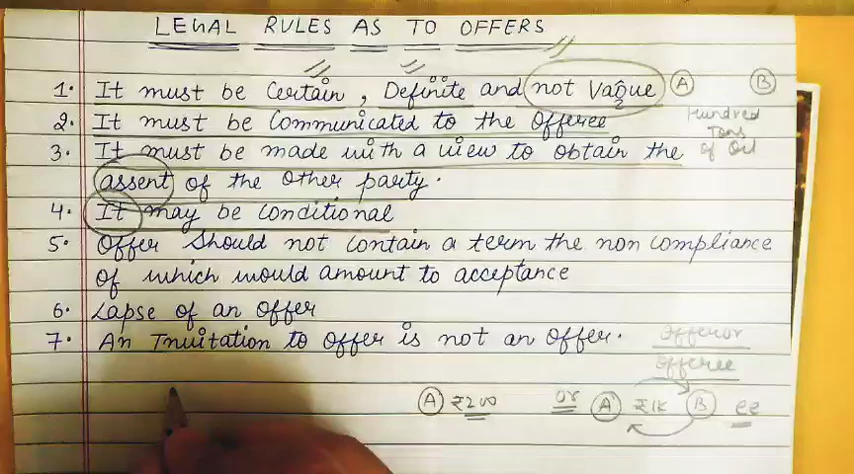 LEGAL RULES AS TO OFFERS
1. It must be Certain, Definite and not Vague A B
2. It must be Communicated to the Offeree
Hundred
Tons
of Oil
3. It must be made with a view to obtain the
assent of the other party.
4. It may be conditional
5. Offer Should not contain a term the non compliance
of which would amount to acceptance
6. Lapse of an offer
7. An Invitation to offer is not an offer.
Offeror
Offeree
A ₹200 or A ₹1K B ee